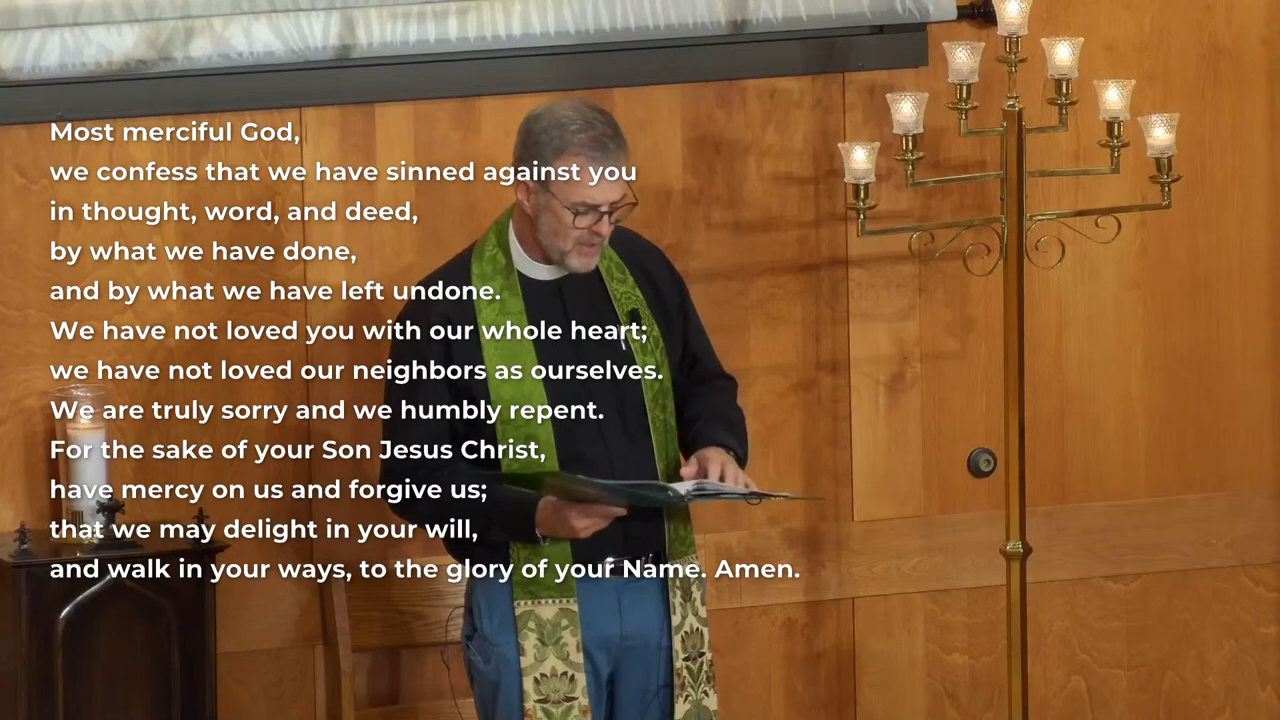 Most merciful God,
we confess that we have sinned against you
in thought, word, and deed,
by what we have done,
and by what we have left undone.
We have not loved you with our whole heart;
we have not loved our neighbors as ourselves.
We are truly sorry and we humbly repent.
For the sake of your Son Jesus Christ,
have mercy on us and forgive us;
that we may delight in your will,
and walk in your ways, to the glory of your Name. Amen.